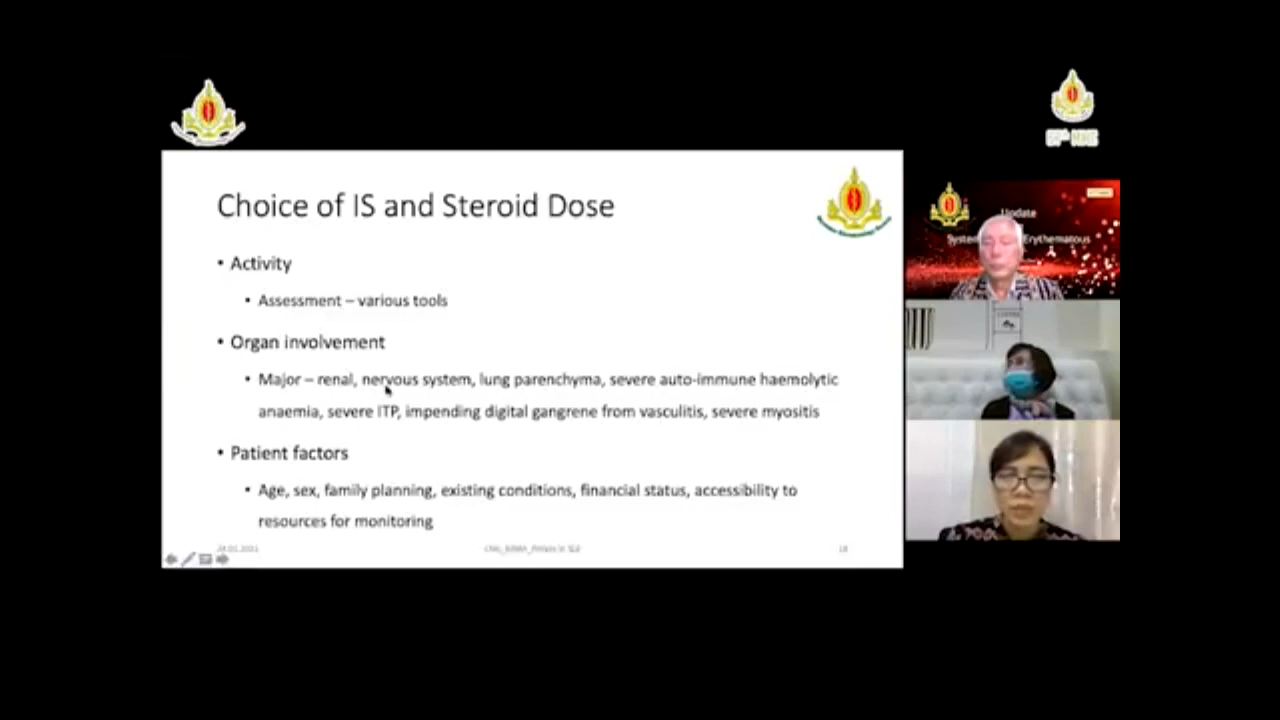 Choice of IS and Steroid Dose
• Activity
• Assessment – various tools
• Organ involvement
• Major – renal, nervous system, lung parenchyma, severe auto-immune haemolytic
anaemia, severe ITP, impending digital gangrene from vasculitis, severe myositis
• Patient factors
• Age, sex, family planning, existing conditions, financial status, accessibility to
resources for monitoring
18
Update
Erythematous